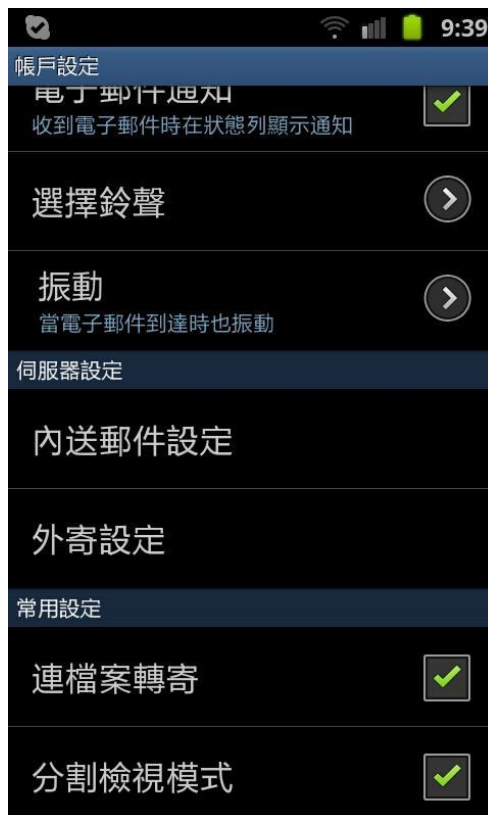 9:39
帳戶設定
電子郵件通知
收到電子郵件時在狀態列顯示通知
選擇鈴聲
振動
當電子郵件到達時也振動
伺服器設定
內送郵件設定
外寄設定
常用設定
連檔案轉寄
分割檢視模式